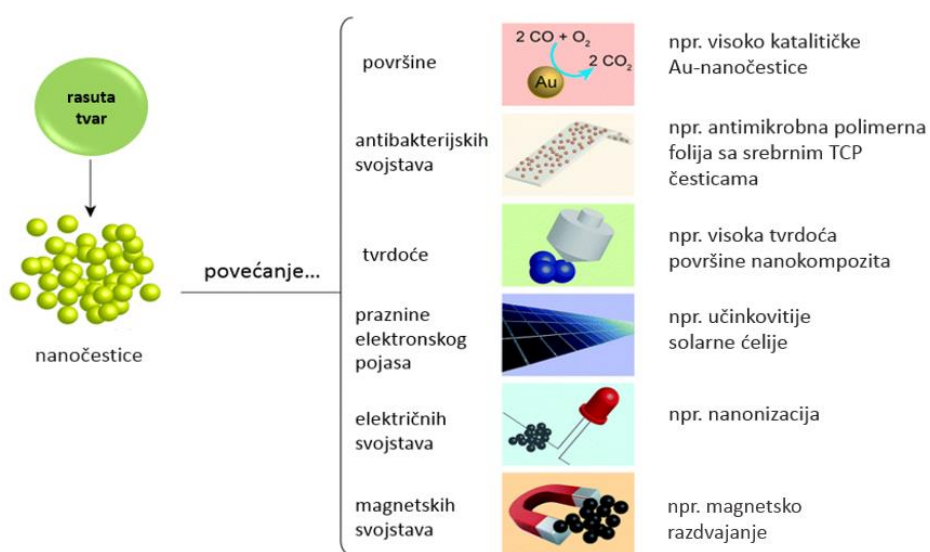 rasuta
tvar
nanočestice
povećanje...
površine
2 CO + O₂
2 CO₂
Au
npr. visoko katalitičke
Au-nanočestice
antibakterijskih
svojstava
npr. antimikrobna polimerna
folija sa srebrnim TCP
česticama
tvrdoće
npr. visoka tvrdoća
površine nanokompozita
praznine
elektronskog
pojasa
npr. učinkovitije
solarne ćelije
električnih
svojstava
npr. nanonizacija
magnetskih
svojstava
npr. magnetsko
razdvajanje